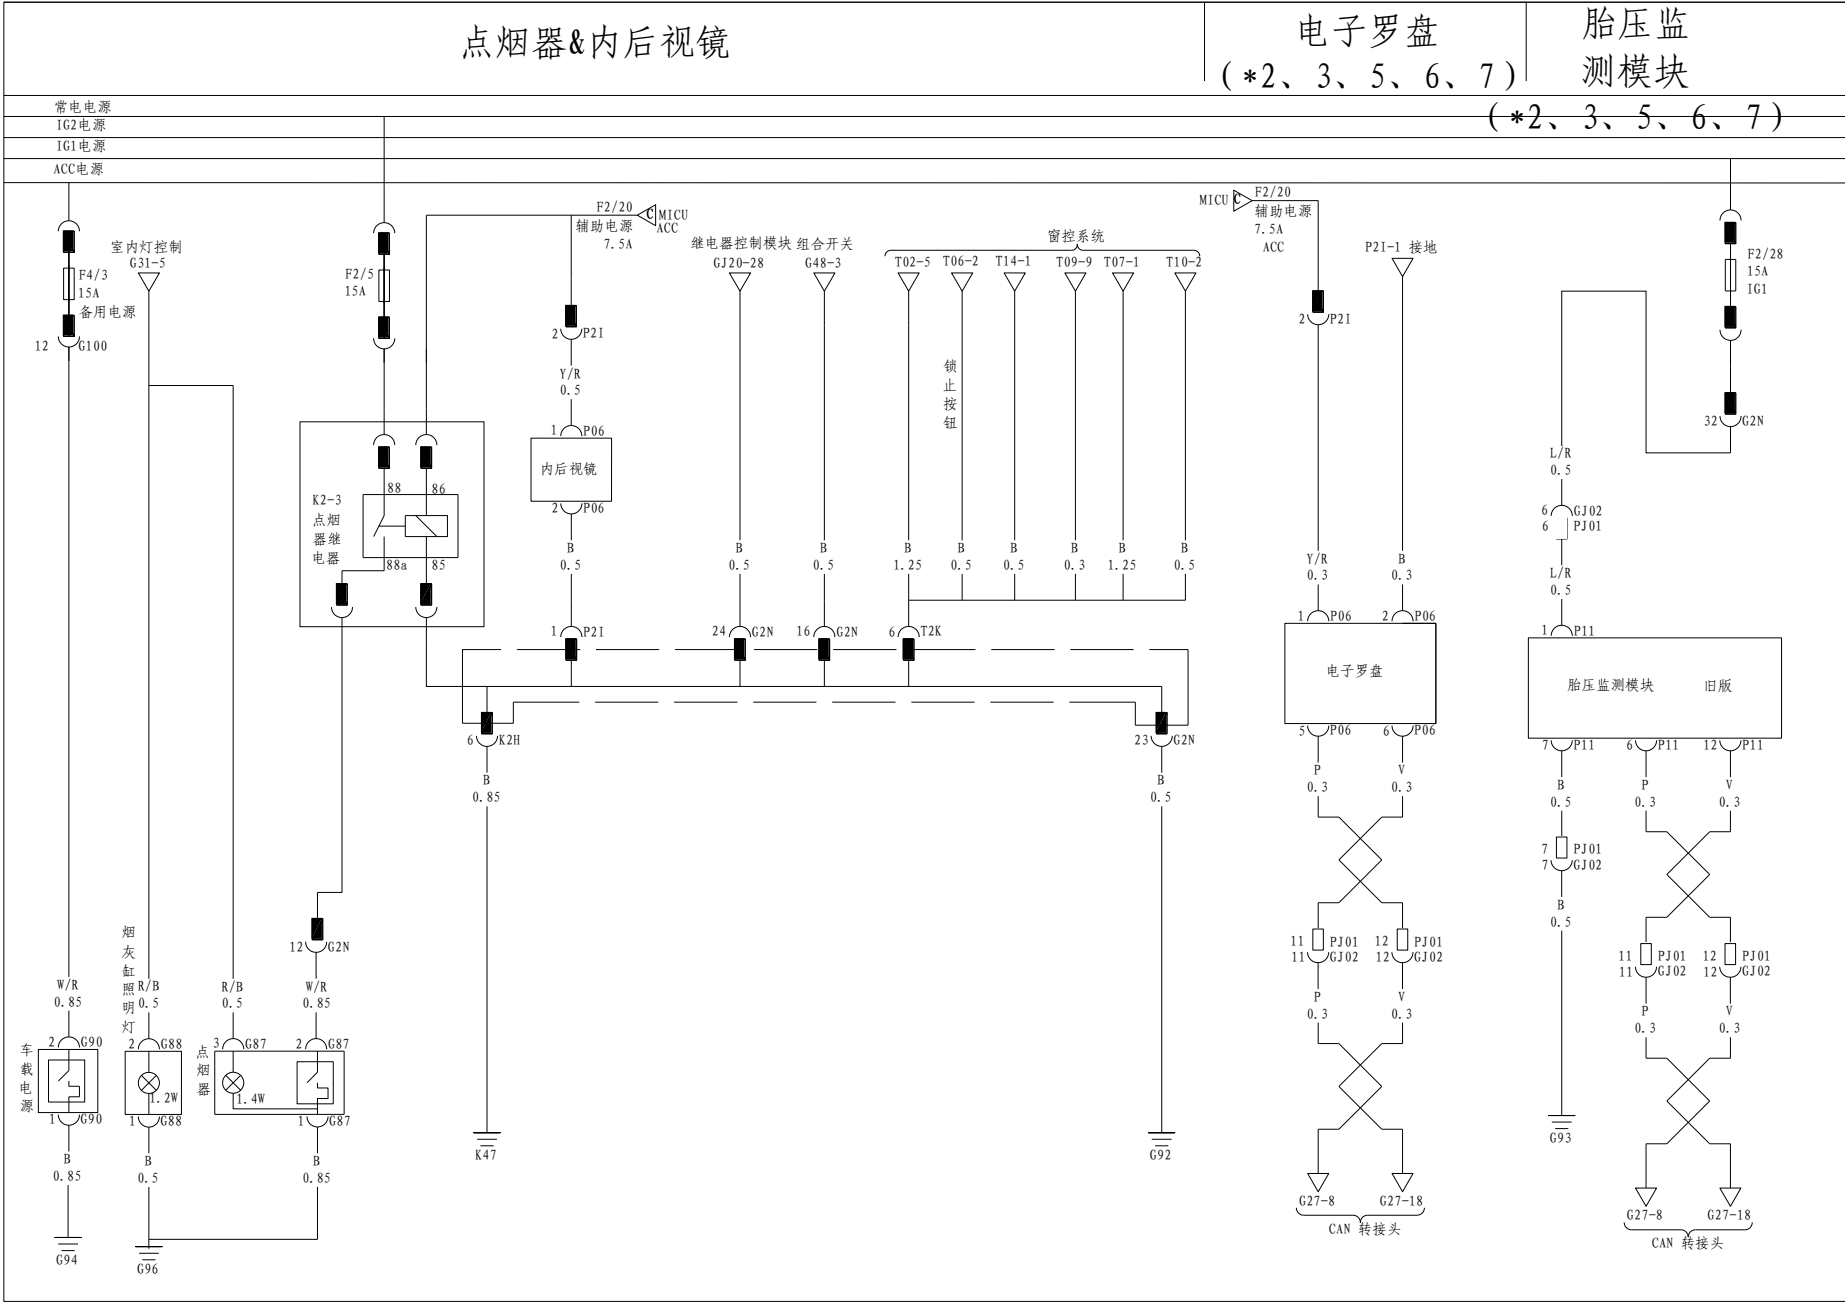 点烟器&内后视镜
电子罗盘
(*2、3、5、6、7)
胎压监
测模块
(*2、3、5、6、7)
常电电源
IG2电源
IG1电源
ACC电源
F4/3
15A
备用电源
12 G100
室内灯控制
G31-5
F2/5
15A
F2/20
辅助电源
7.5A
C MICU
ACC
2 P2I
Y/R
0.5
1 P06
内后视镜
2 P06
B
0.5
1 P2I
K2-3
点烟
器继
电器
88 86
88a 85
继电器控制模块
GJ20-28
B
0.5
24 G2N
组合开关
G48-3
B
0.5
16 G2N
窗控系统
T02-5 T06-2 T14-1 T09-9 T07-1 T10-2
锁止按钮
B B B B B B
1.25 0.5 0.5 0.3 1.25 0.5
6 T2K
6 K2H
B
0.85
K47
23 G2N
B
0.5
G92
12 G2N
W/R
0.85
烟灰缸照明灯
W/R
0.85
R/B
0.5
R/B
0.5
车载电源
2 G90
1 G90
B
0.85
G94
2 G88
1.2W
1 G88
B
0.5
G96
点烟器
3 G87 2 G87
1.4W
1 G87
B
0.85
MICU C
F2/20
辅助电源
7.5A
ACC
2 P2I
P2I-1 接地
Y/R
0.3
B
0.3
1 P06 2 P06
电子罗盘
5 P06 6 P06
P V
0.3 0.3
11 PJ01 12 PJ01
11 GJ02 12 GJ02
P V
0.3 0.3
G27-8 G27-18
CAN 转接头
F2/28
15A
IG1
32 G2N
L/R
0.5
6 GJ02
6 PJ01
L/R
0.5
1 P11
胎压监测模块 旧版
7 P11 6 P11 12 P11
B P V
0.5 0.3 0.3
7 PJ01
7 GJ02
B
0.5
G93
11 PJ01 12 PJ01
11 GJ02 12 GJ02
P V
0.3 0.3
G27-8 G27-18
CAN 转接头